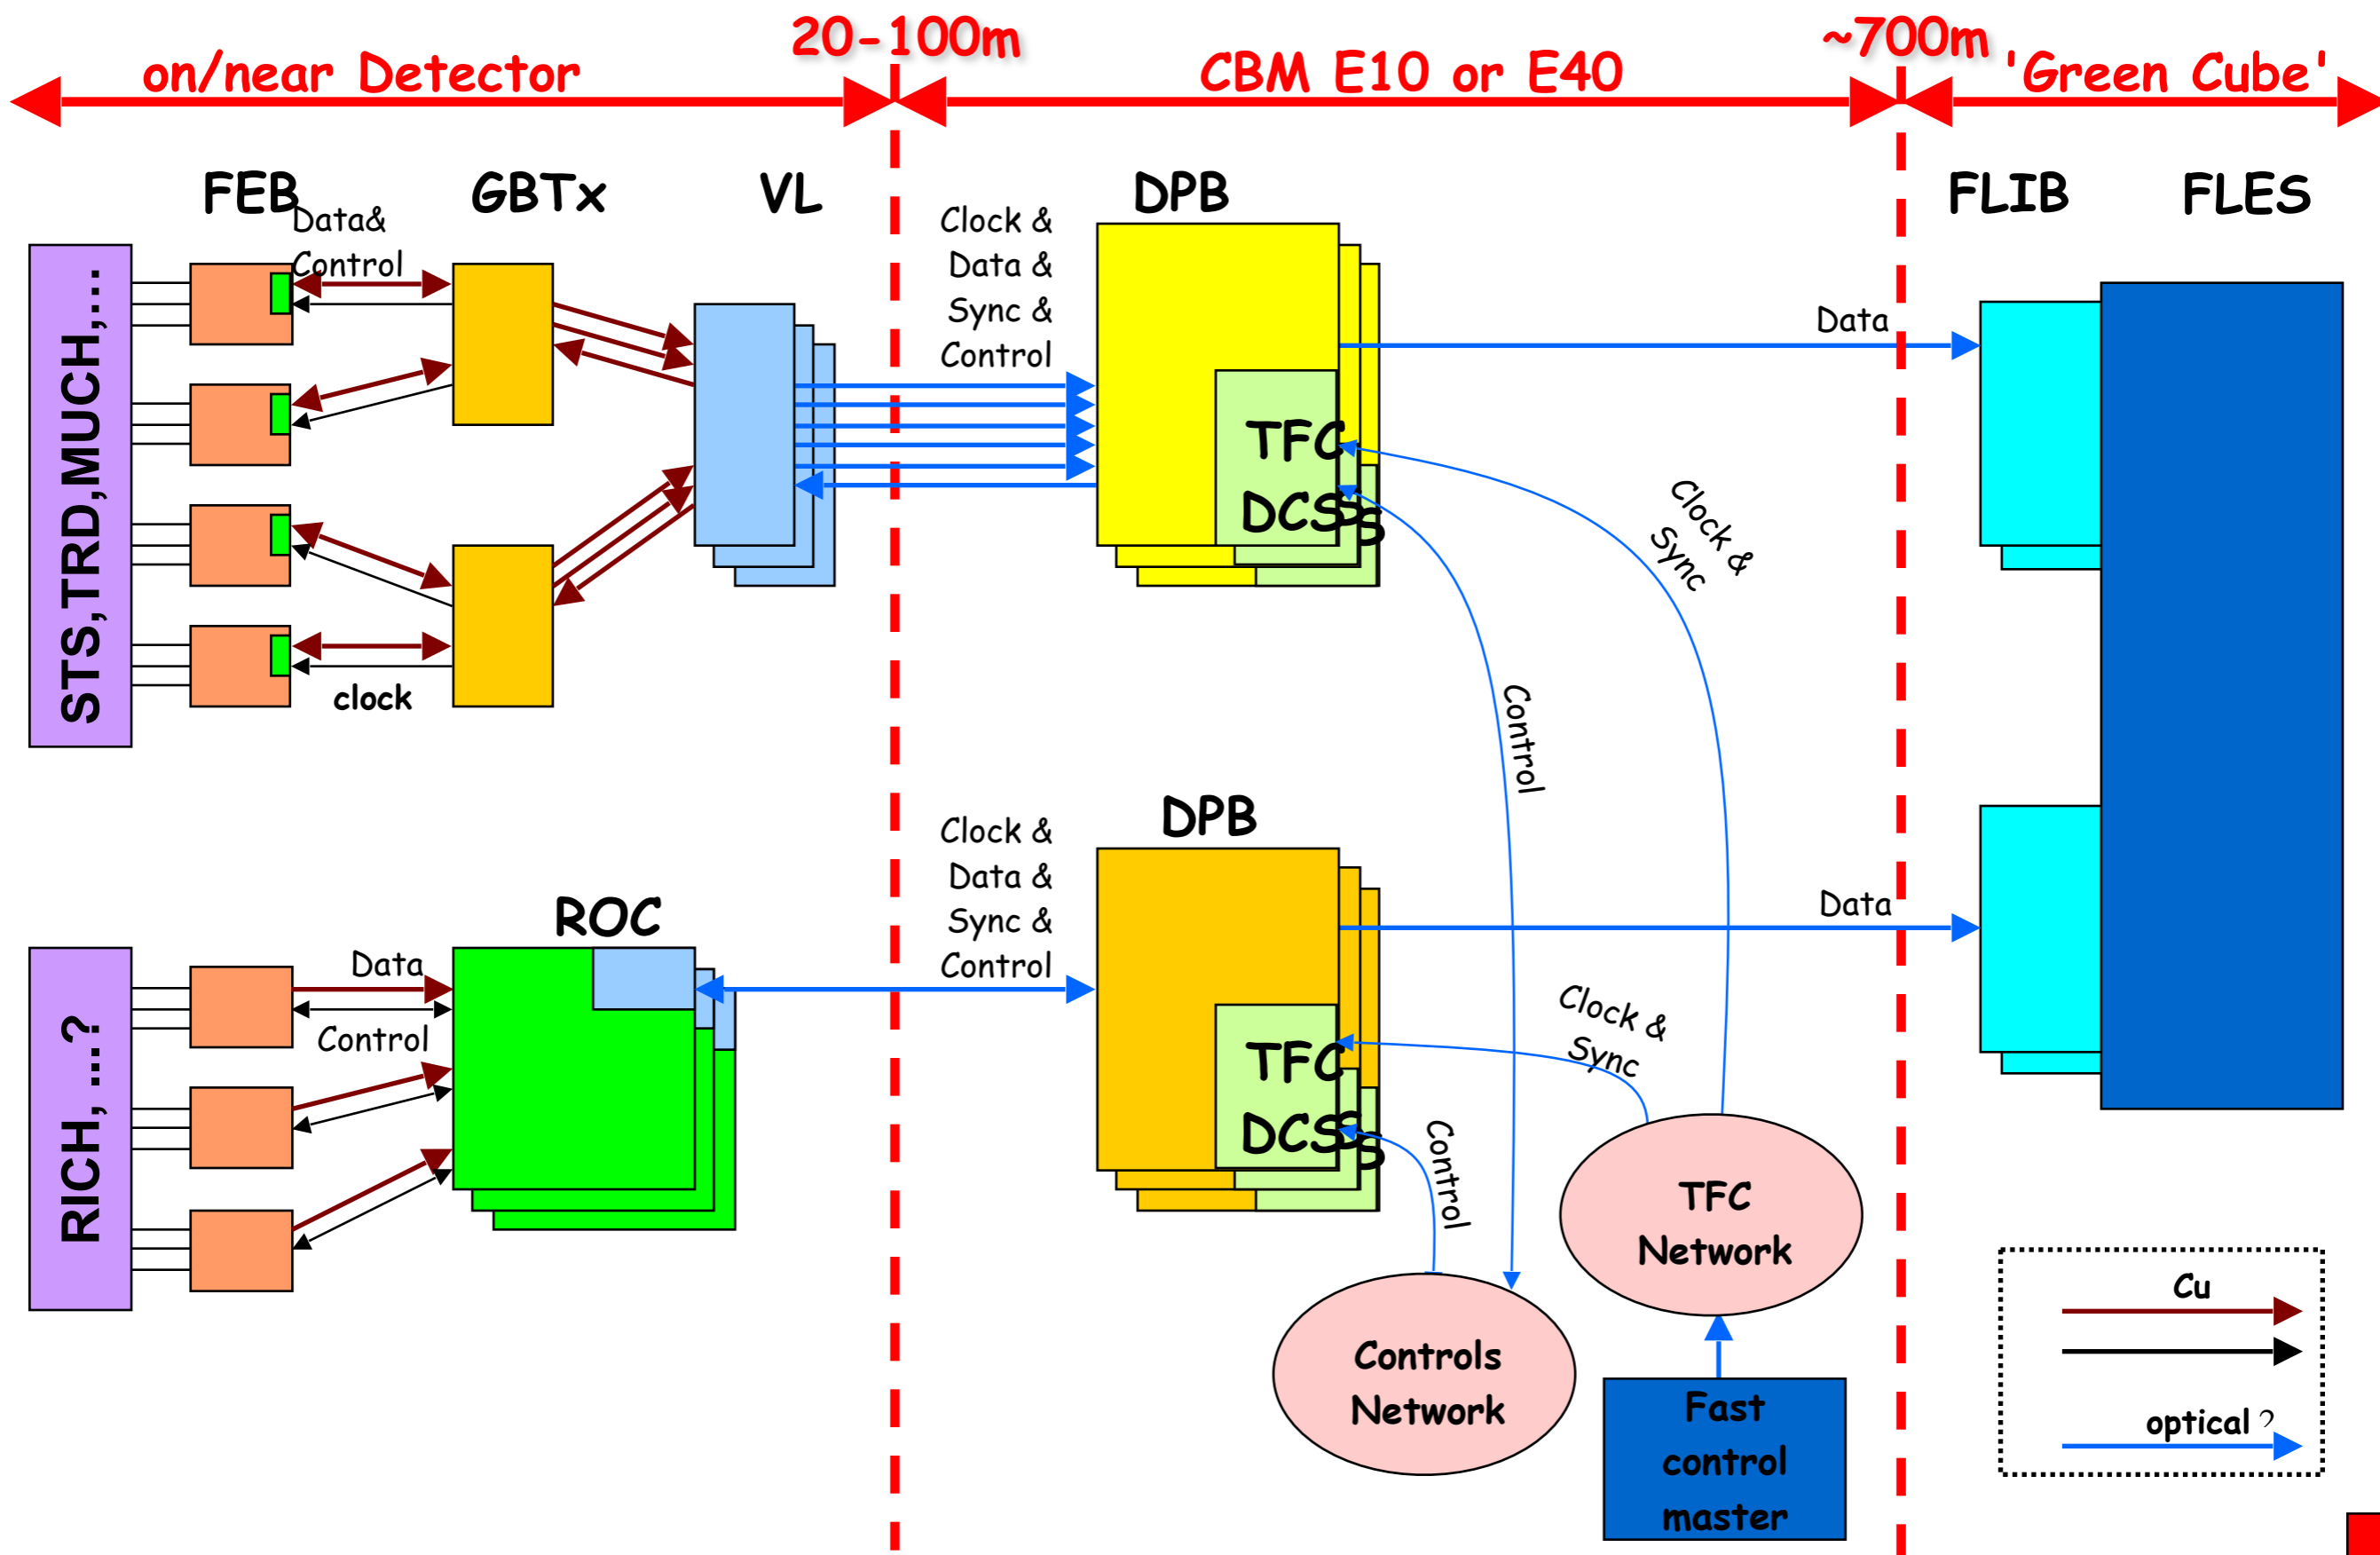 20-100m
~700m
on/near Detector
CBM E10 or E40
'Green Cube'
FEB
GBTx
VL
DPB
FLIB
FLES
Data&
Control
Clock &
Data &
Sync &
Control
Data
STS,TRD,MUCH,...
TFC
DCSSS
Clock &
Sync
clock
Control
DPB
Clock &
Data &
Sync &
Control
Data
ROC
Data
Control
RICH, ...?
TFC
DCSSS
Clock &
Sync
Control
TFC
Network
Controls
Network
Fast
control
master
Cu
optical ?